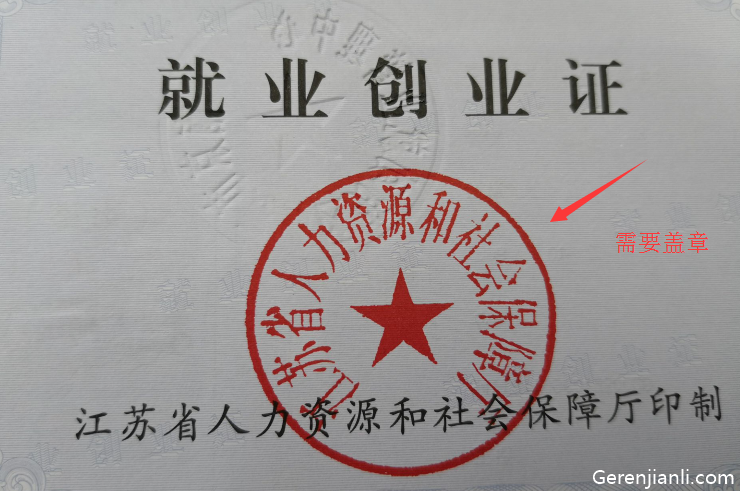 就业创业证
江苏省人力资源和社会保障厅
需要盖章
江苏省人力资源和社会保障厅印制
Gerenjianli.com